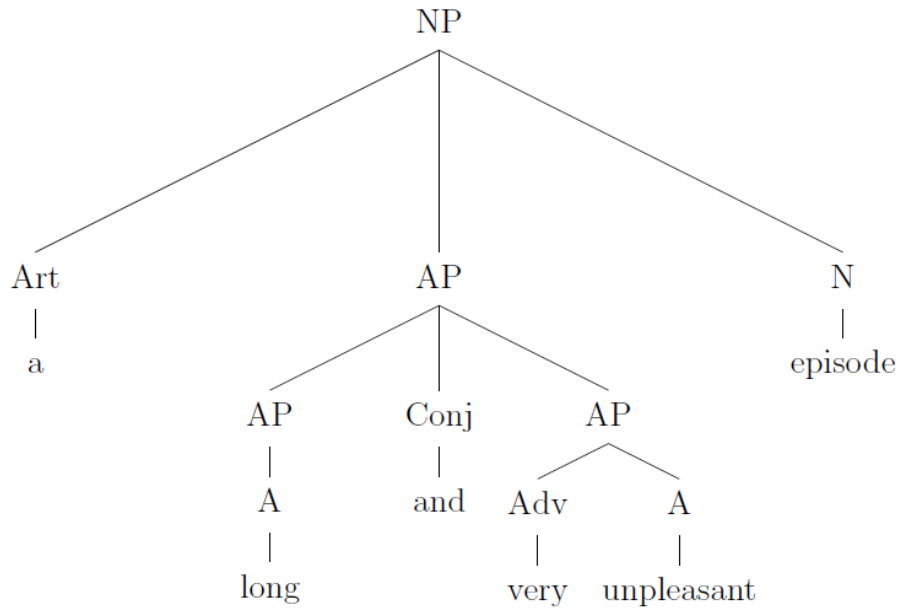 NP
Art AP N
a episode
AP Conj AP
A and Adv A
long very unpleasant